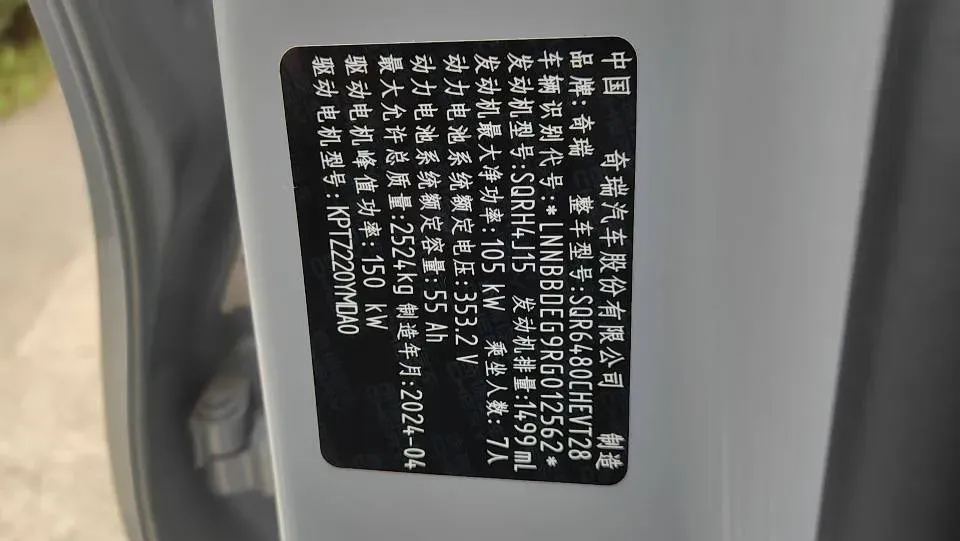 中国 奇瑞汽车股份有限公司 制造
品牌:奇瑞 整车型号:SQR6480CHEVT28
车辆识别代号:*LNNBBDEG9RG012562*
发动机型号:SQRH4J15 发动机排量:1499 mL
发动机最大净功率:105 kW 乘坐人数:7人
动力电池系统额定电压:353.2 V
动力电池系统额定容量:55 Ah
最大允许总质量:2524kg 制造年月:2024-04
驱动电机峰值功率:150 kW
驱动电机型号:KPTZ220YMDA0